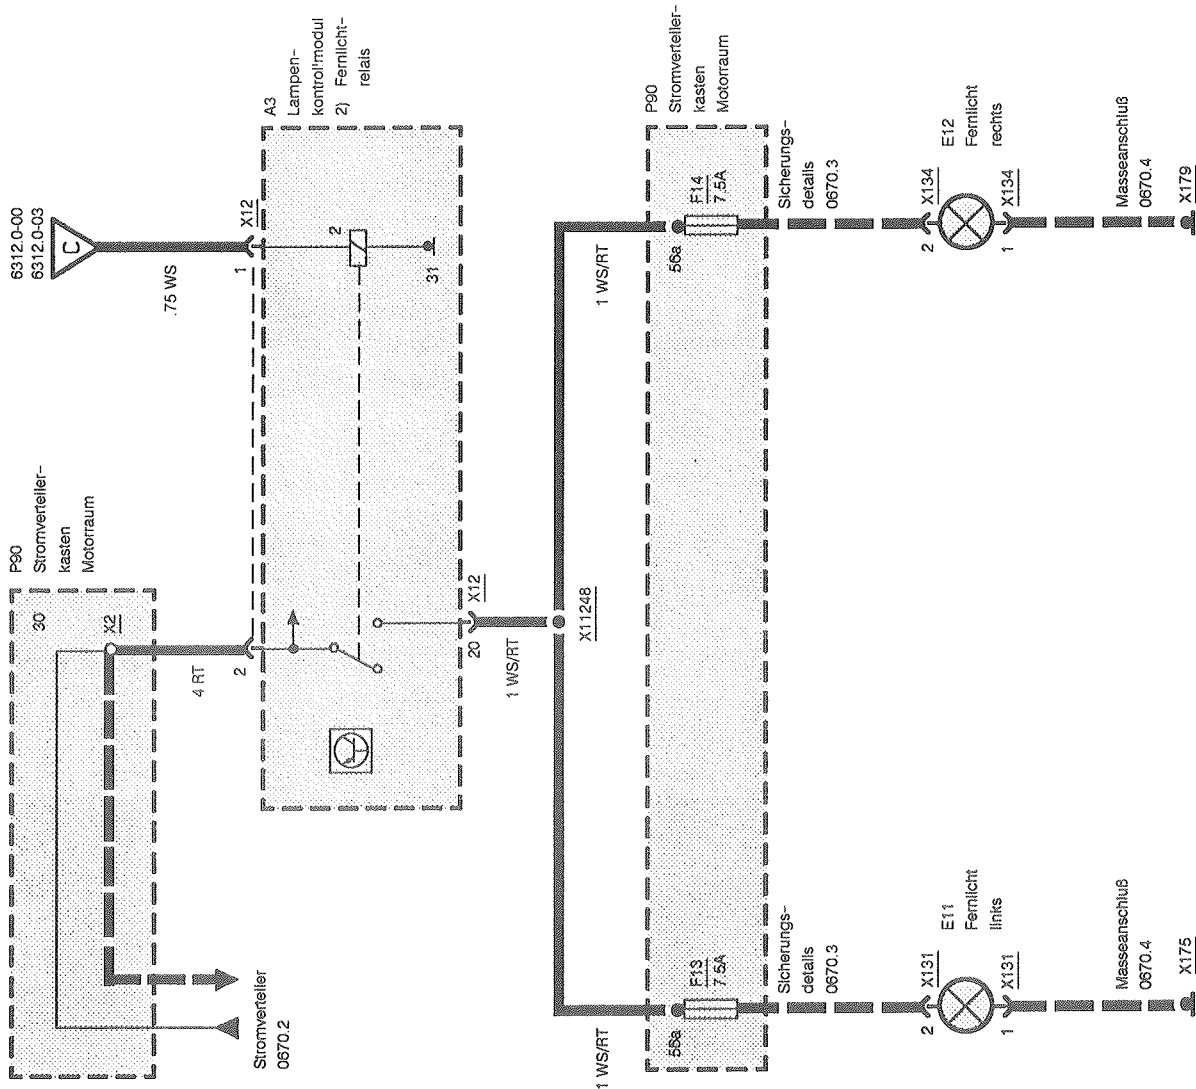 6312.0-00
6312.0-03
C
.75 WS
1
X12
P90
Stromverteiler-
kasten
Motorraum
30
X2
Stromverteiler
0670.2
4 RT
2
A3
Lampen-
kontrollmodul
2) Fernlicht-
relais
2
31
20
X12
1 WS/RT
X11248
1 WS/RT
1 WS/RT
P90
Stromverteiler-
kasten
Motorraum
56a
F13
7.5A
56a
F14
7.5A
Sicherungs-
details
0670.3
Sicherungs-
details
0670.3
2
X131
E11
Fernlicht
links
1
X131
2
X134
E12
Fernlicht
rechts
1
X134
Masseanschluß
0670.4
X175
Masseanschluß
0670.4
X179